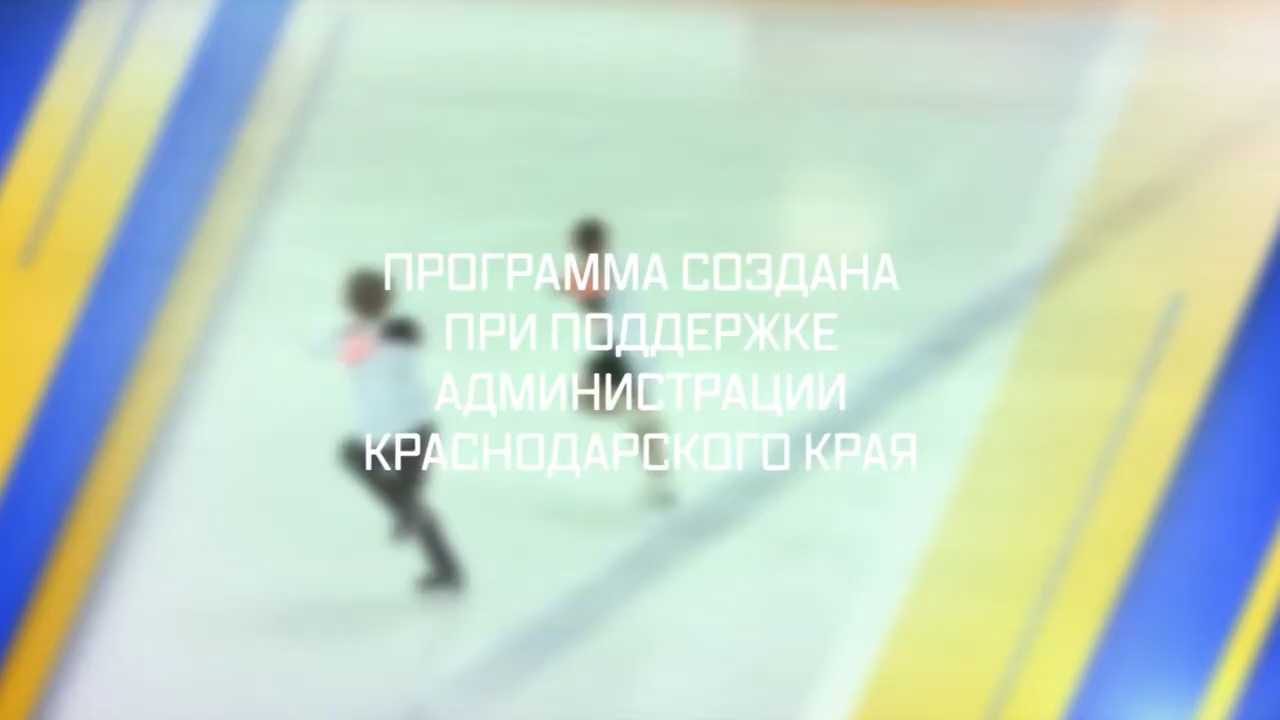 ПРОГРАММА СОЗДАНА
ПРИ ПОДДЕРЖКЕ
АДМИНИСТРАЦИИ
КРАСНОДАРСКОГО КРАЯ